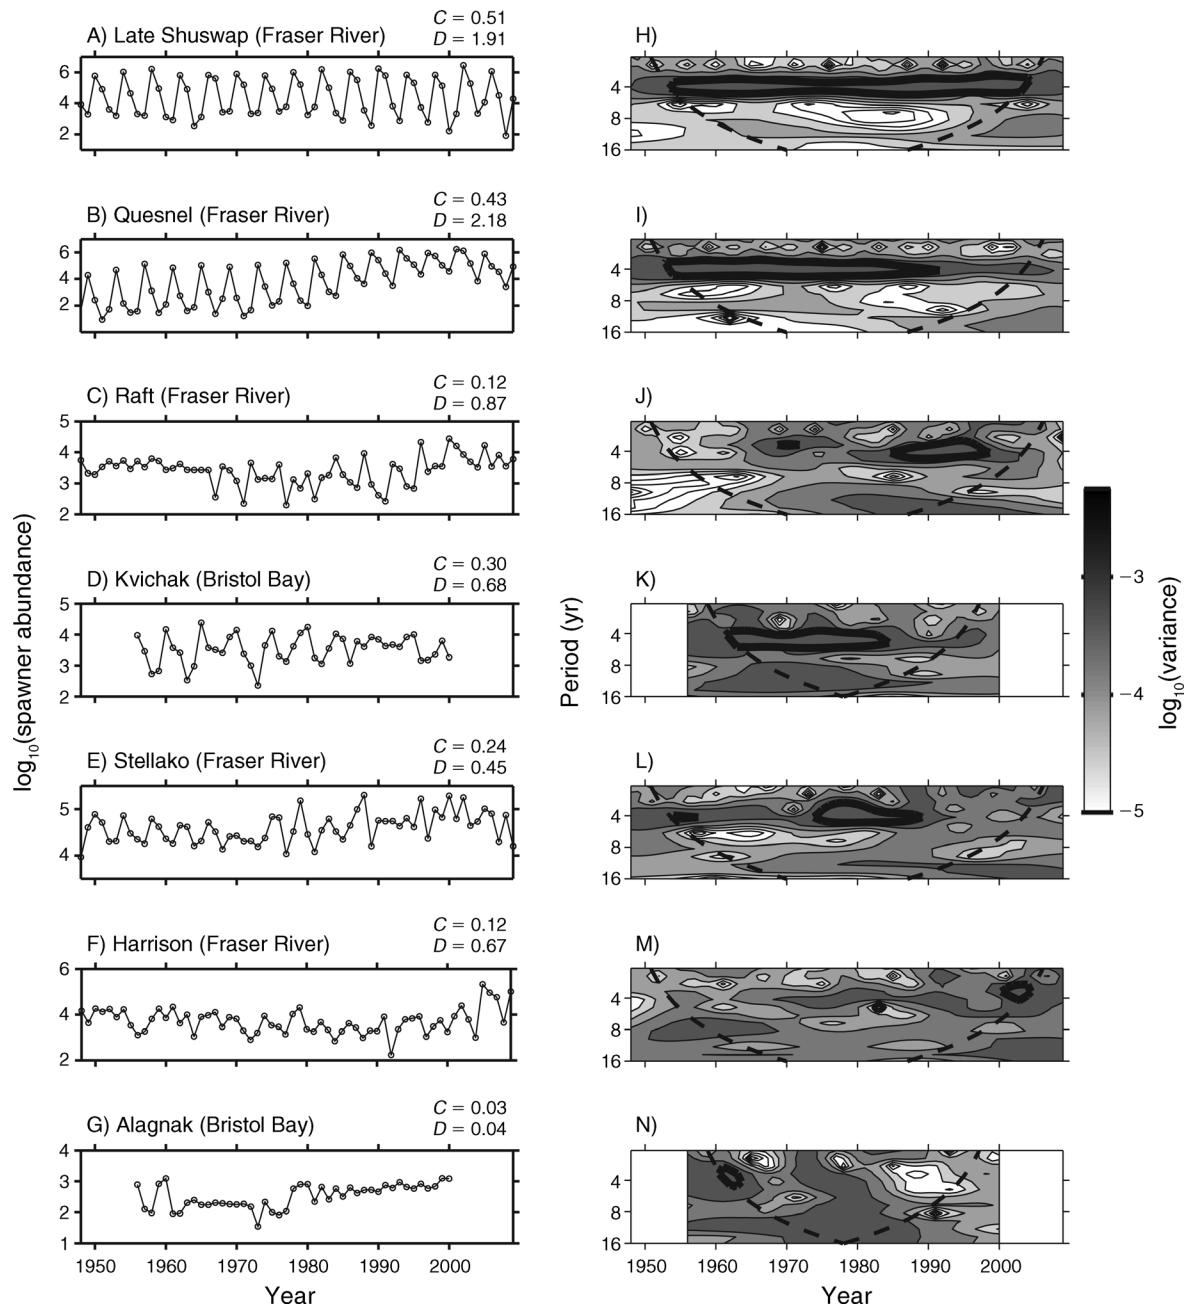 A) Late Shuswap (Fraser River)
C = 0.51
D = 1.91
H)
6
4
2
4
8
16
B) Quesnel (Fraser River)
C = 0.43
D = 2.18
I)
6
4
2
4
8
16
C) Raft (Fraser River)
C = 0.12
D = 0.87
J)
5
4
3
2
4
8
16
D) Kvichak (Bristol Bay)
C = 0.30
D = 0.68
K)
5
4
3
2
4
8
16
E) Stellako (Fraser River)
C = 0.24
D = 0.45
L)
5
4
4
8
16
F) Harrison (Fraser River)
C = 0.12
D = 0.67
M)
6
4
2
4
8
16
G) Alagnak (Bristol Bay)
C = 0.03
D = 0.04
N)
4
3
2
1
4
8
16
1950 1960 1970 1980 1990 2000
1950 1960 1970 1980 1990 2000
Year
Year
log10(spawner abundance)
Period (yr)
−3
−4
−5
log10(variance)